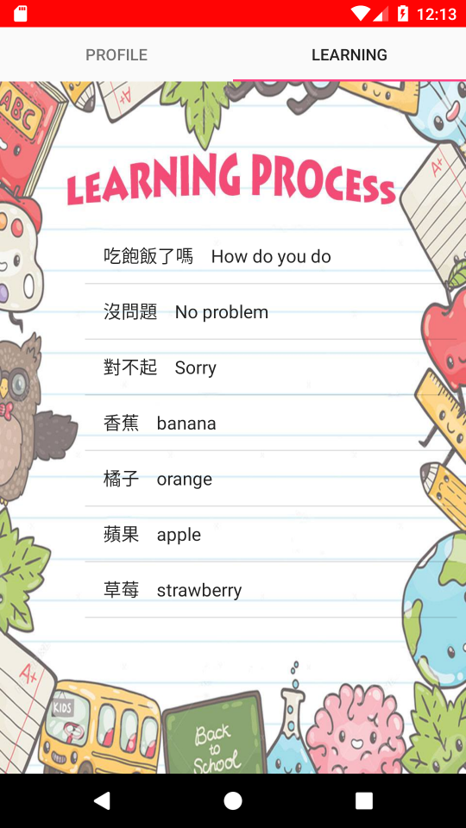 12:13
PROFILE LEARNING
ABC
A+
A+
LEARNING PROCESS
吃飽飯了嗎 How do you do
沒問題 No problem
對不起 Sorry
香蕉 banana
橘子 orange
蘋果 apple
草莓 strawberry
A+
KIDS
Back
to
School